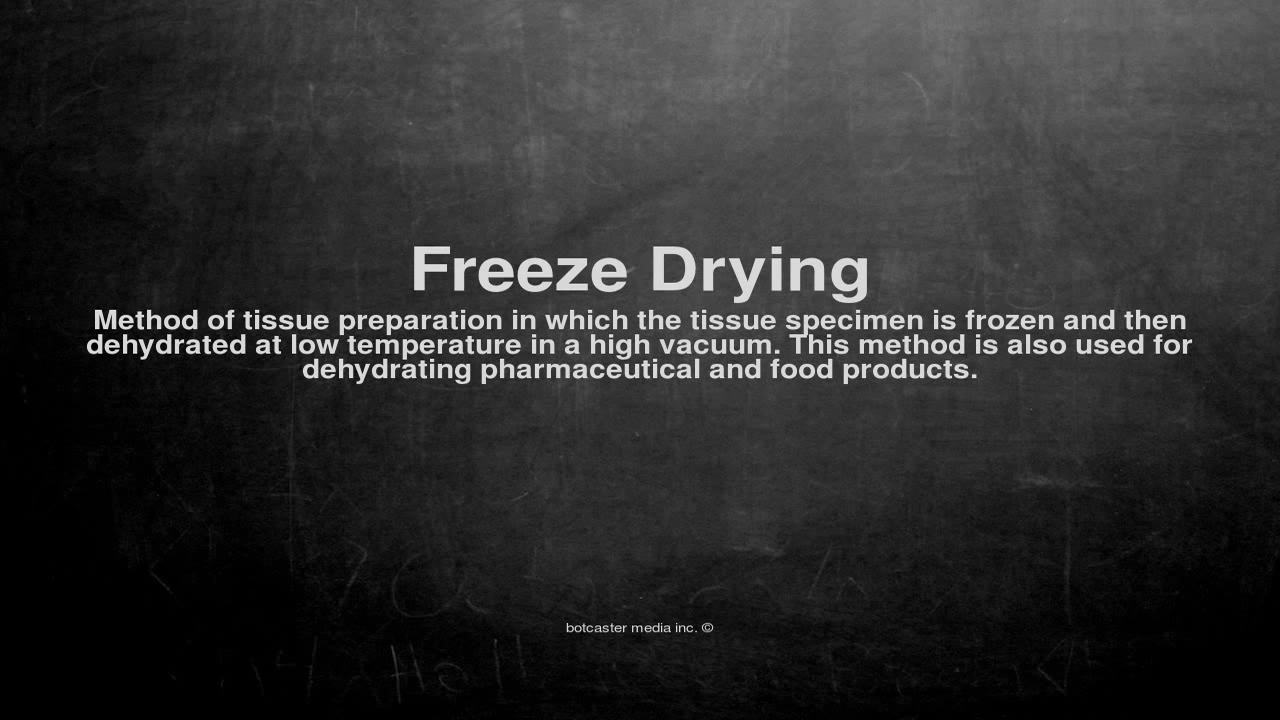 Freeze Drying
Method of tissue preparation in which the tissue specimen is frozen and then
dehydrated at low temperature in a high vacuum. This method is also used for
dehydrating pharmaceutical and food products.
botcaster media inc. ©